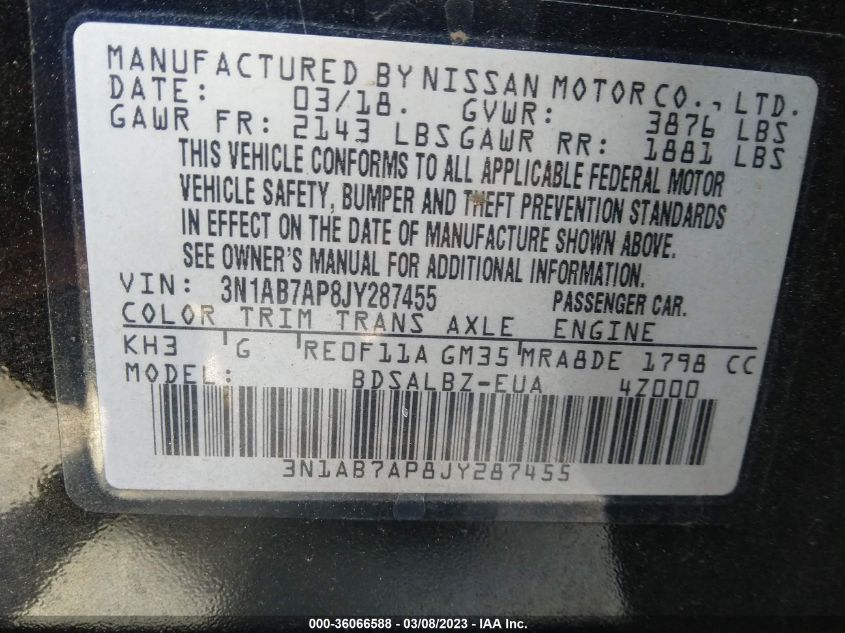 MANUFACTURED BY NISSAN MOTOR CO., LTD.
DATE: 03/18. GVWR: 3876 LBS
GAWR FR: 2143 LBS GAWR RR: 1881 LBS
THIS VEHICLE CONFORMS TO ALL APPLICABLE FEDERAL MOTOR
VEHICLE SAFETY, BUMPER AND THEFT PREVENTION STANDARDS
IN EFFECT ON THE DATE OF MANUFACTURE SHOWN ABOVE.
SEE OWNER'S MANUAL FOR ADDITIONAL INFORMATION.
VIN: 3N1AB7AP8JY287455 PASSENGER CAR.
COLOR TRIM TRANS AXLE ENGINE
KH3 G RE0F11A GM35 MRA8DE 1798 CC
MODEL: BDSALBZ-EUA 4Z000
3N1AB7AP8JY287455
000-36066588 - 03/08/2023 - IAA Inc.